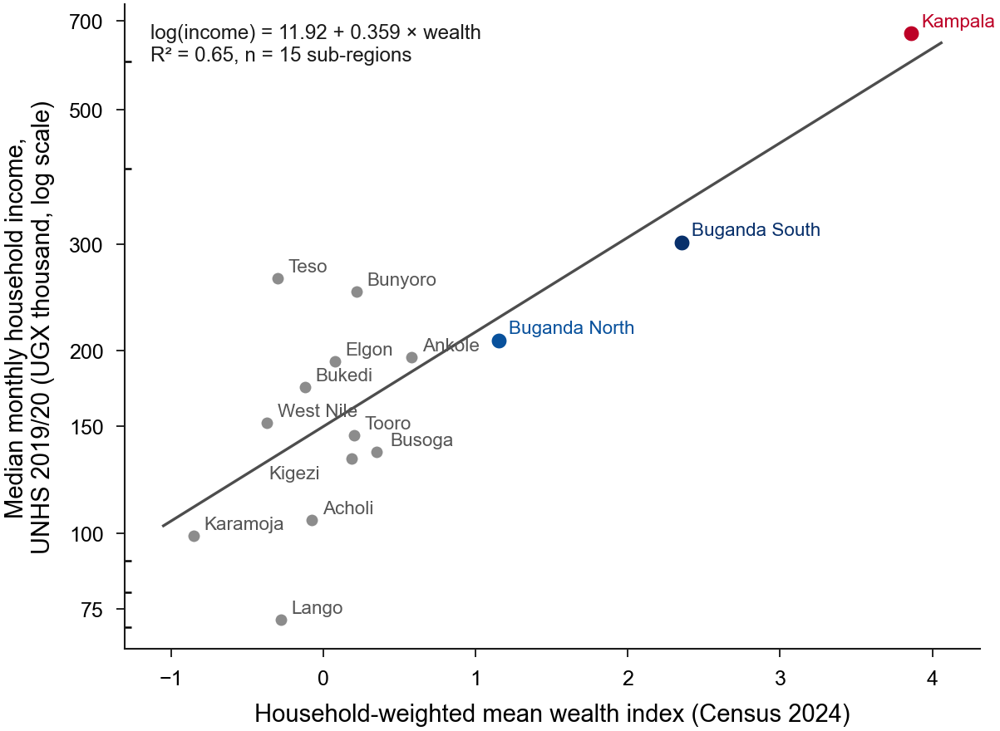 log(income) = 11.92 + 0.359 × wealth
R² = 0.65, n = 15 sub-regions
Median monthly household income,
UNHS 2019/20 (UGX thousand, log scale)
700
500
300
200
150
100
75
Kampala
Buganda South
Teso
Bunyoro
Buganda North
Elgon
Ankole
Bukedi
West Nile
Tooro
Busoga
Kigezi
Acholi
Karamoja
Lango
−1
0
1
2
3
4
Household-weighted mean wealth index (Census 2024)